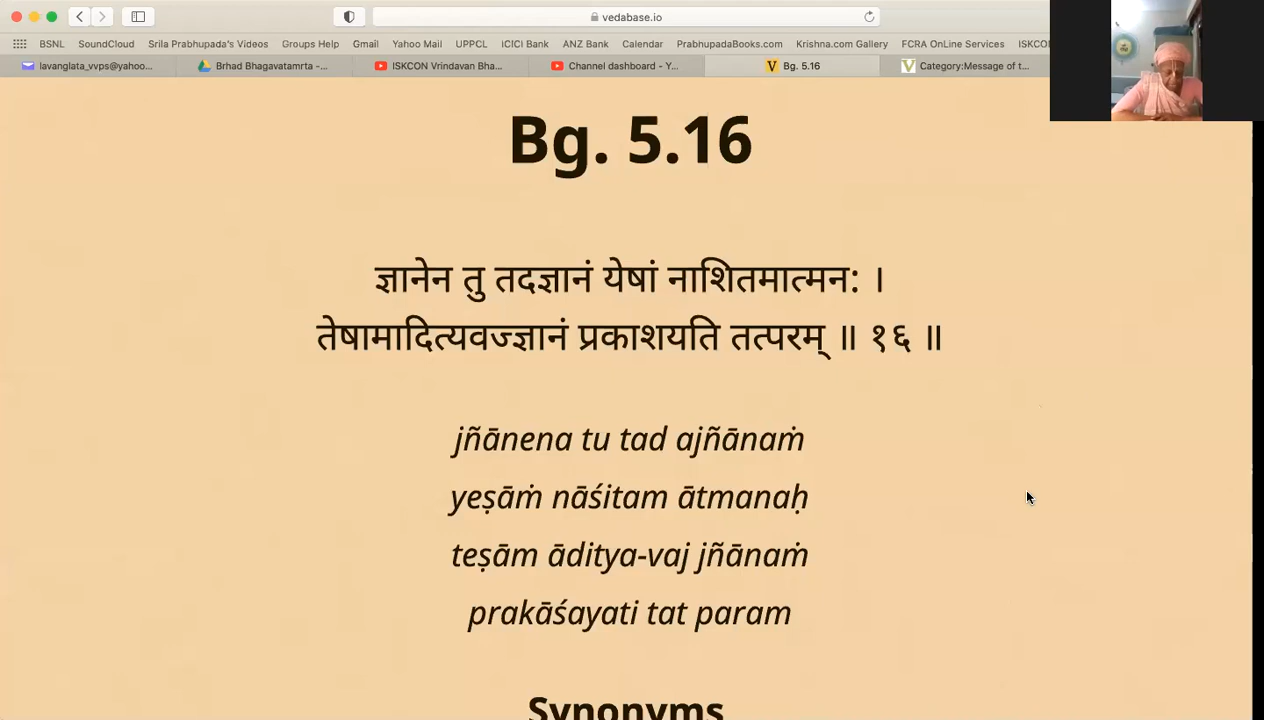 vedabase.io
BSNL SoundCloud Srila Prabhupada's Videos Groups Help Gmail Yahoo Mail UPPCL ICICI Bank ANZ Bank Calendar PrabhupadaBooks.com Krishna.com Gallery FCRA OnLine Services ISKCO
lavanglata_vvps@yahoo... Brhad Bhagavatamrta -... ISKCON Vrindavan Bha... Channel dashboard - Y... Bg. 5.16 Category:Message of t...
Bg. 5.16
ज्ञानेन तु तदज्ञानं येषां नाशितमात्मन: ।
तेषामादित्यवज्ज्ञानं प्रकाशयति तत्परम् ॥ १६ ॥
jñānena tu tad ajñānaṁ
yeṣāṁ nāśitam ātmanaḥ
teṣām āditya-vaj jñānaṁ
prakāśayati tat param
Synonyms